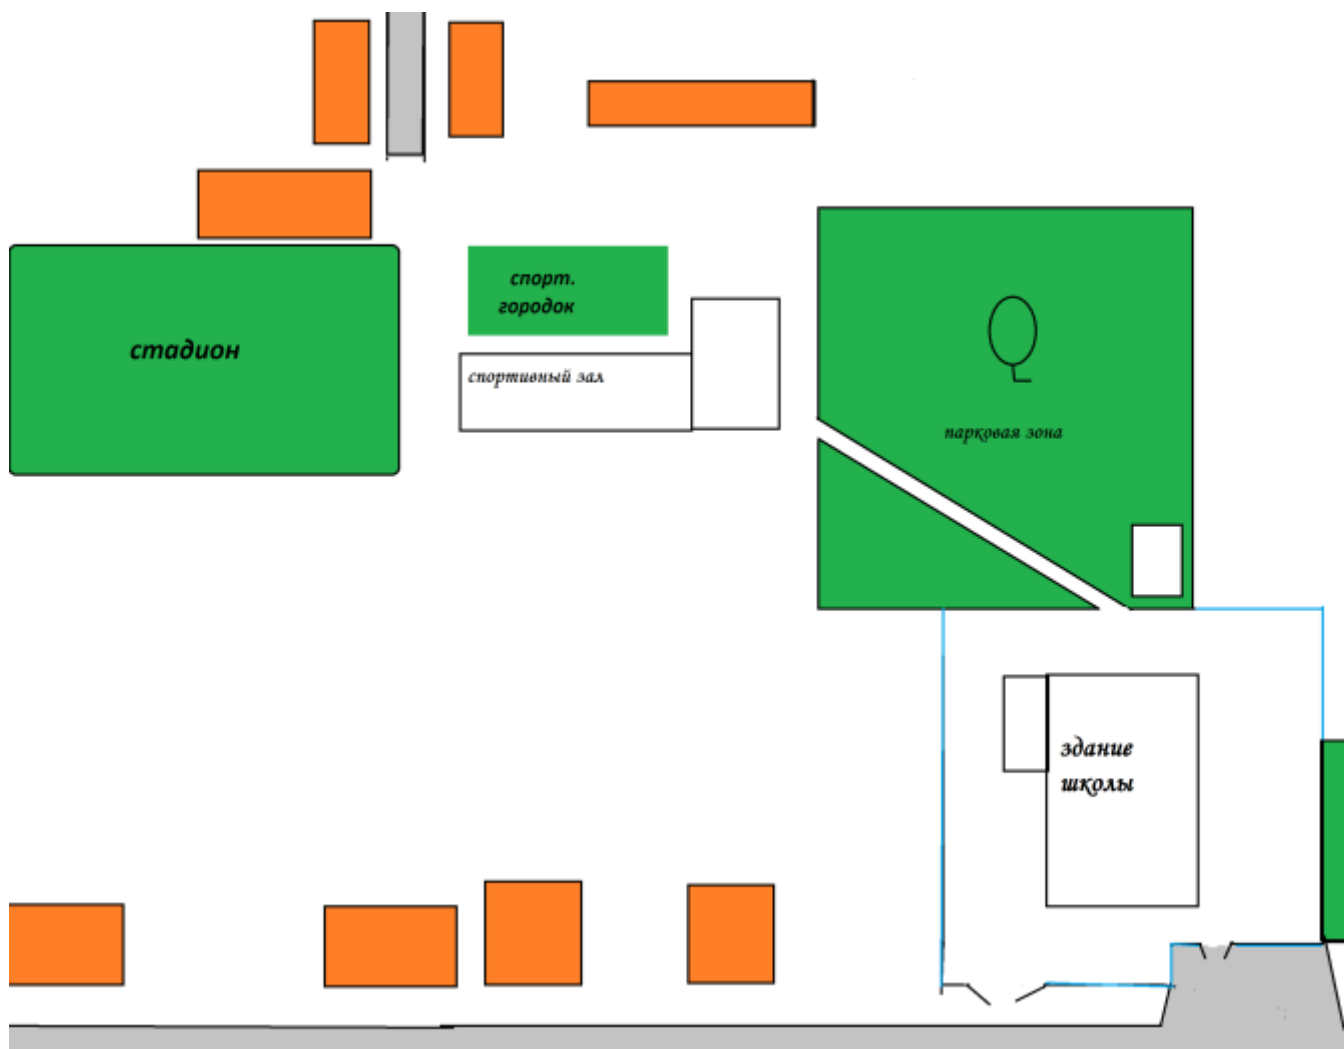 спорт.
городок
стадион
спортивный зал
парковая зона
здание
школы